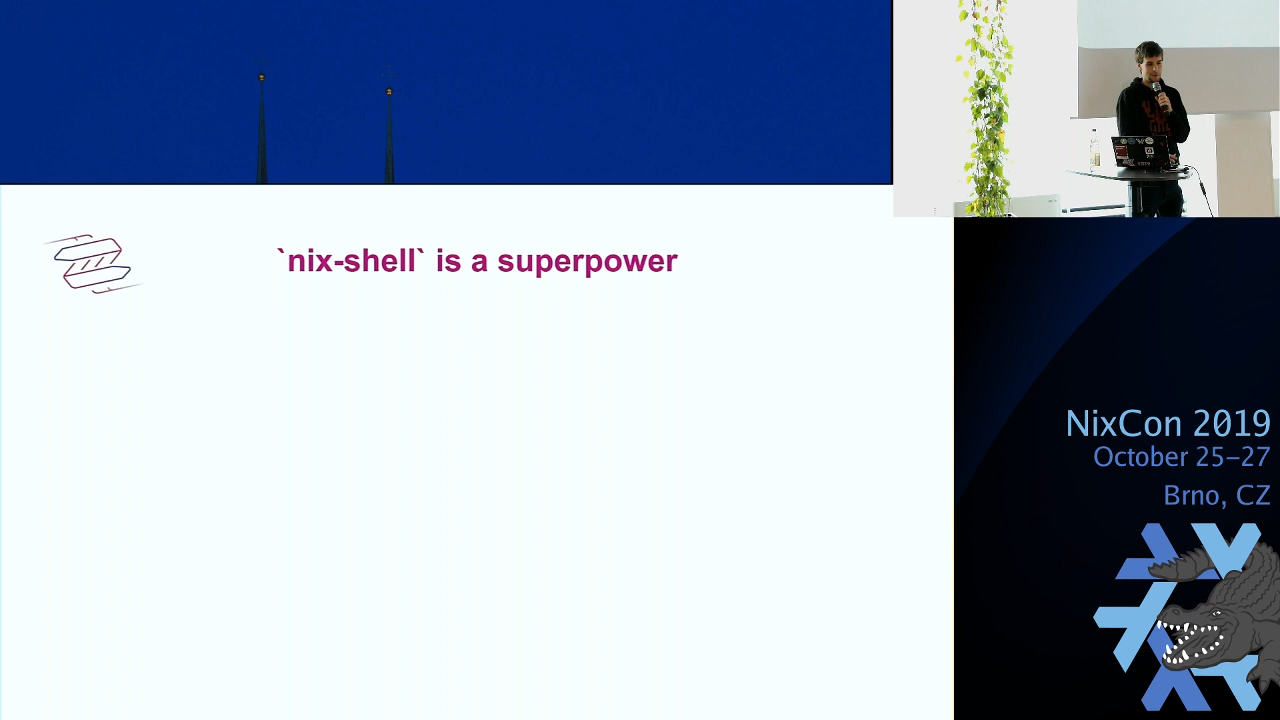 `nix-shell` is a superpower
NixCon 2019
October 25–27
Brno, CZ